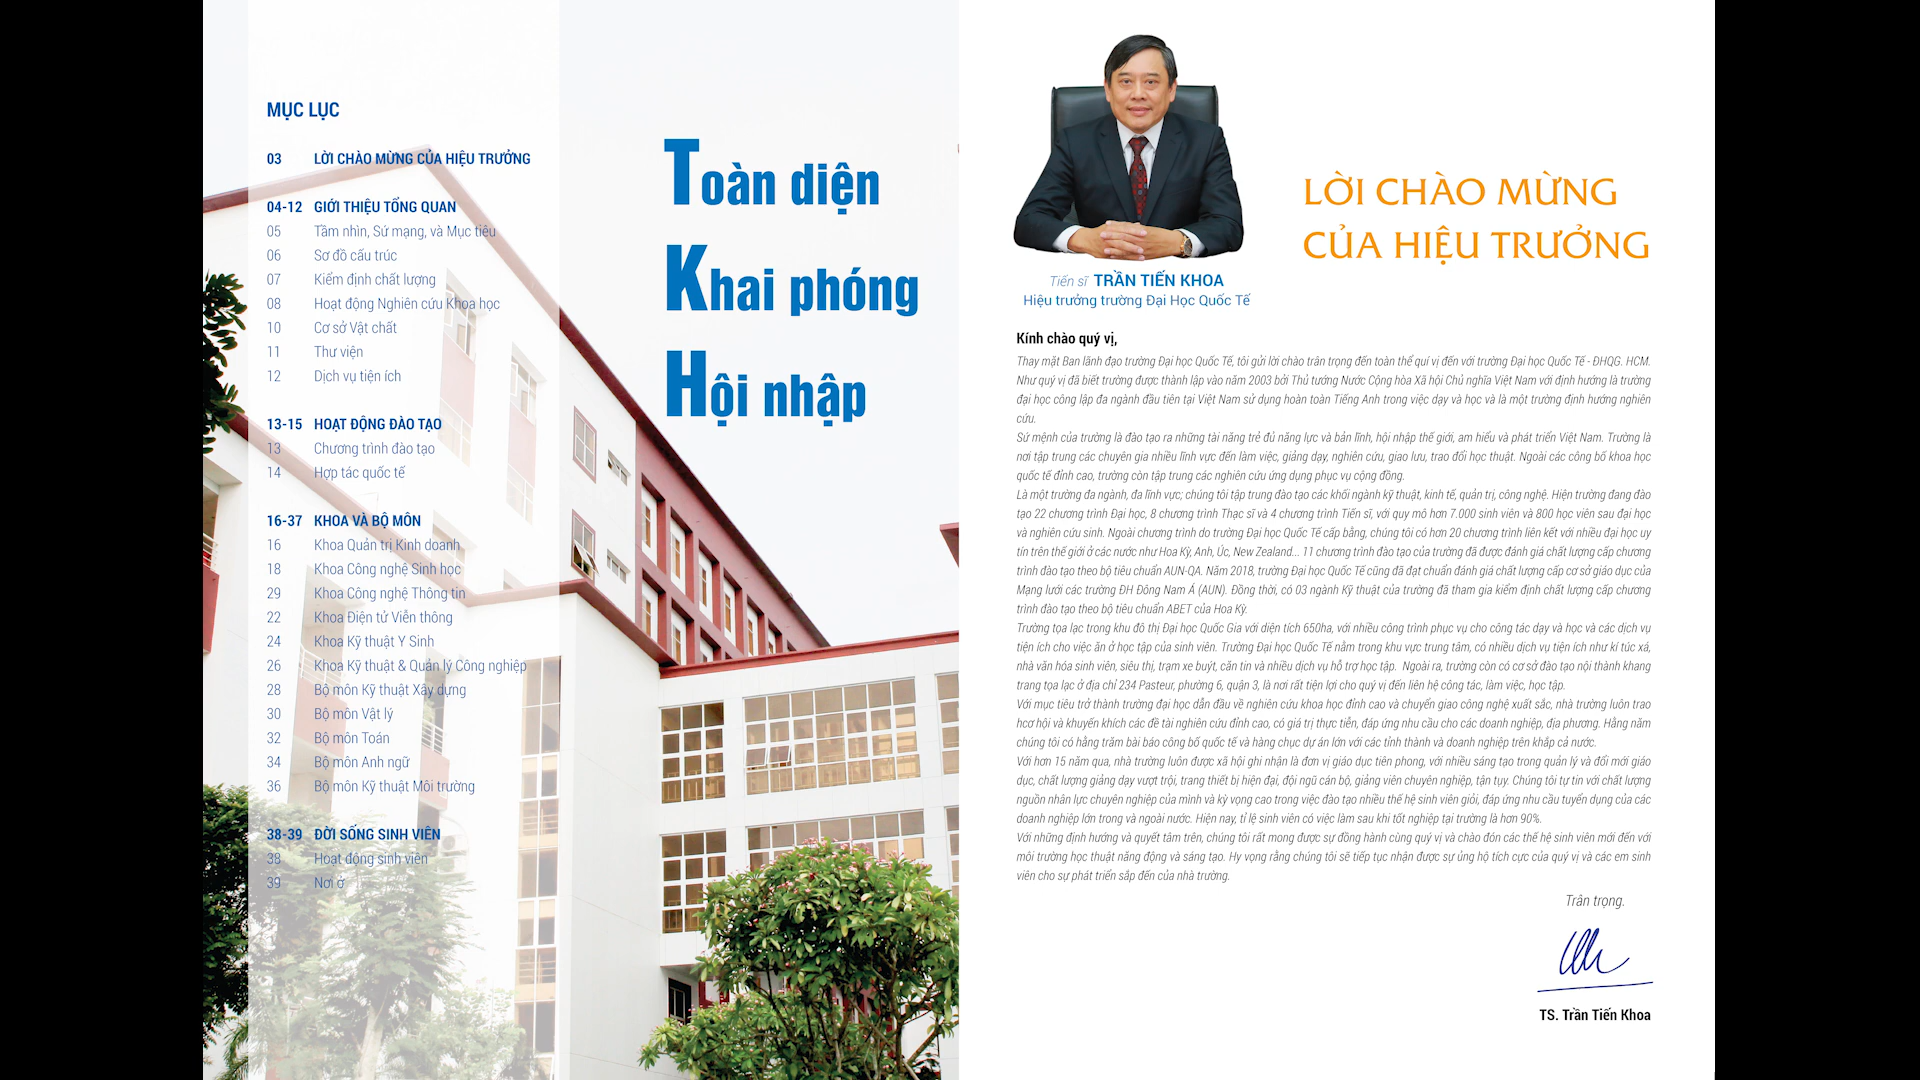 MỤC LỤC
03 LỜI CHÀO MỪNG CỦA HIỆU TRƯỞNG
04-12 GIỚI THIỆU TỔNG QUAN
05 Tầm nhìn, Sứ mạng, và Mục tiêu
06 Sơ đồ cấu trúc
07 Kiểm định chất lượng
08 Hoạt động Nghiên cứu Khoa học
10 Cơ sở Vật chất
11 Thư viện
12 Dịch vụ tiện ích
13-15 HOẠT ĐỘNG ĐÀO TẠO
13 Chương trình đào tạo
14 Hợp tác quốc tế
16-37 KHOA VÀ BỘ MÔN
16 Khoa Quản trị Kinh doanh
18 Khoa Công nghệ Sinh học
29 Khoa Công nghệ Thông tin
22 Khoa Điện tử Viễn thông
24 Khoa Kỹ thuật Y Sinh
26 Khoa Kỹ thuật & Quản lý Công nghiệp
28 Bộ môn Kỹ thuật Xây dựng
30 Bộ môn Vật lý
32 Bộ môn Toán
34 Bộ môn Anh ngữ
36 Bộ môn Kỹ thuật Môi trường
38-39 ĐỜI SỐNG SINH VIÊN
38 Hoạt động sinh viên
39 Nơi ở
Toàn diện
Khai phóng
Hội nhập
LỜI CHÀO MỪNG
CỦA HIỆU TRƯỞNG
Tiến sĩ TRẦN TIẾN KHOA
Hiệu trưởng trường Đại Học Quốc Tế
Kính chào quý vị,
Thay mặt Ban lãnh đạo trường Đại học Quốc Tế, tôi gửi lời chào trân trọng đến toàn thể quí vị đến với trường Đại học Quốc Tế - ĐHQG. HCM.
Như quý vị đã biết trường được thành lập vào năm 2003 bởi Thủ tướng Nước Cộng hòa Xã hội Chủ nghĩa Việt Nam với định hướng là trường
đại học công lập đa ngành đầu tiên tại Việt Nam sử dụng hoàn toàn Tiếng Anh trong việc dạy và học và là một trường định hướng nghiên
cứu.
Sứ mệnh của trường là đào tạo ra những tài năng trẻ đủ năng lực và bản lĩnh, hội nhập thế giới, am hiểu và phát triển Việt Nam. Trường là
nơi tập trung các chuyên gia nhiều lĩnh vực đến làm việc, giảng dạy, nghiên cứu, giao lưu, trao đổi học thuật. Ngoài các công bố khoa học
quốc tế đỉnh cao, trường còn tập trung các nghiên cứu ứng dụng phục vụ cộng đồng.
Là một trường đa ngành, đa lĩnh vực; chúng tôi tập trung đào tạo các khối ngành kỹ thuật, kinh tế, quản trị, công nghệ. Hiện trường đang đào
tạo 22 chương trình Đại học, 8 chương trình Thạc sĩ và 4 chương trình Tiến sĩ, với quy mô hơn 7.000 sinh viên và 800 học viên sau đại học
và nghiên cứu sinh. Ngoài chương trình do trường Đại học Quốc Tế cấp bằng, chúng tôi có hơn 20 chương trình liên kết với nhiều đại học uy
tín trên thế giới ở các nước như Hoa Kỳ, Anh, Úc, New Zealand... 11 chương trình đào tạo của trường đã được đánh giá chất lượng cấp chương
trình đào tạo theo bộ tiêu chuẩn AUN-QA. Năm 2018, trường Đại học Quốc Tế cũng đã đạt chuẩn đánh giá chất lượng cấp cơ sở giáo dục của
Mạng lưới các trường ĐH Đông Nam Á (AUN). Đồng thời, có 03 ngành Kỹ thuật của trường đã tham gia kiểm định chất lượng cấp chương
trình đào tạo theo bộ tiêu chuẩn ABET của Hoa Kỳ.
Trường tọa lạc trong khu đô thị Đại học Quốc Gia với diện tích 650ha, với nhiều công trình phục vụ cho công tác dạy và học và các dịch vụ
tiện ích cho việc ăn ở học tập của sinh viên. Trường Đại học Quốc Tế nằm trong khu vực trung tâm, có nhiều dịch vụ tiện ích như kí túc xá,
nhà văn hóa sinh viên, siêu thị, trạm xe buýt, căn tin và nhiều dịch vụ hỗ trợ học tập. Ngoài ra, trường còn có cơ sở đào tạo nội thành khang
trang tọa lạc ở địa chỉ 234 Pasteur, phường 6, quận 3, là nơi rất tiện lợi cho quý vị đến liên hệ công tác, làm việc, học tập.
Với mục tiêu trở thành trường đại học dẫn đầu về nghiên cứu khoa học đỉnh cao và chuyển giao công nghệ xuất sắc, nhà trường luôn trao
hcơ hội và khuyến khích các đề tài nghiên cứu đỉnh cao, có giá trị thực tiễn, đáp ứng nhu cầu cho các doanh nghiệp, địa phương. Hằng năm
chúng tôi có hằng trăm bài báo công bố quốc tế và hàng chục dự án lớn với các tỉnh thành và doanh nghiệp trên khắp cả nước.
Với hơn 15 năm qua, nhà trường luôn được xã hội ghi nhận là đơn vị giáo dục tiên phong, với nhiều sáng tạo trong quản lý và đổi mới giáo
dục, chất lượng giảng dạy vượt trội, trang thiết bị hiện đại, đội ngũ cán bộ, giảng viên chuyên nghiệp, tận tụy. Chúng tôi tự tin với chất lượng
nguồn nhân lực chuyên nghiệp của mình và kỳ vọng cao trong việc đào tạo nhiều thế hệ sinh viên giỏi, đáp ứng nhu cầu tuyển dụng của các
doanh nghiệp lớn trong và ngoài nước. Hiện nay, tỉ lệ sinh viên có việc làm sau khi tốt nghiệp tại trường là hơn 90%.
Với những định hướng và quyết tâm trên, chúng tôi rất mong được sự đồng hành cùng quý vị và chào đón các thế hệ sinh viên mới đến với
môi trường học thuật năng động và sáng tạo. Hy vọng rằng chúng tôi sẽ tiếp tục nhận được sự ủng hộ tích cực của quý vị và các em sinh
viên cho sự phát triển sắp đến của nhà trường.
Trân trọng.
TS. Trần Tiến Khoa